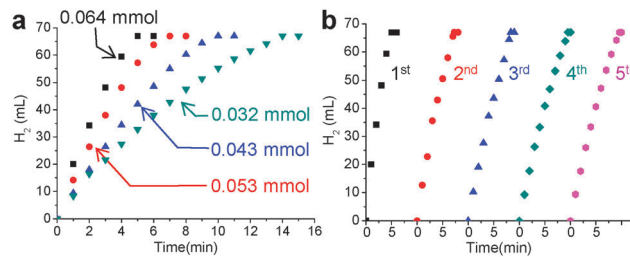 a
H2 (mL)
70
60
50
40
30
20
10
0
0.064 mmol
0.032 mmol
0.043 mmol
0.053 mmol
0 2 4 6 8 10 12 14 16
Time(min)
b
H2 (mL)
70
60
50
40
30
20
10
0
1st 2nd 3rd 4th 5t
0 5 0 5 0 5 0 5 0 5
Time(min) Time(min)